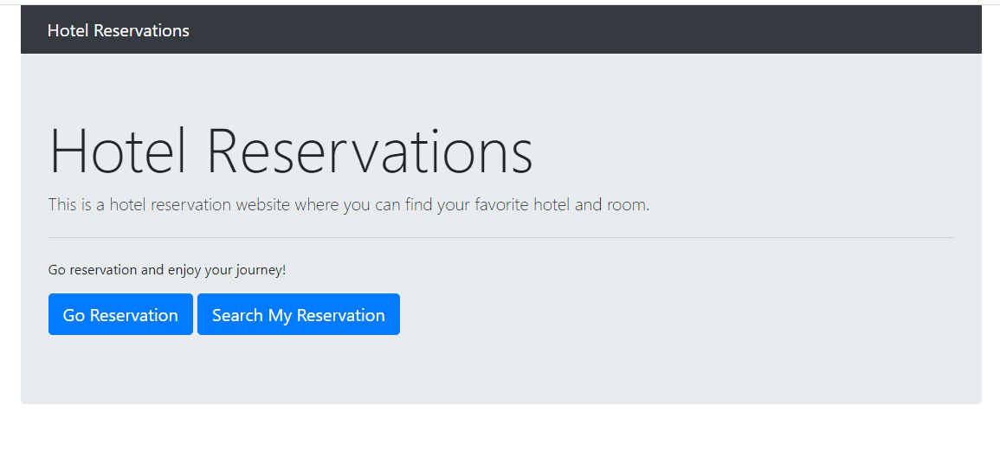 Hotel Reservations
Hotel Reservations
This is a hotel reservation website where you can find your favorite hotel and room.
Go reservation and enjoy your journey!
Go Reservation
Search My Reservation